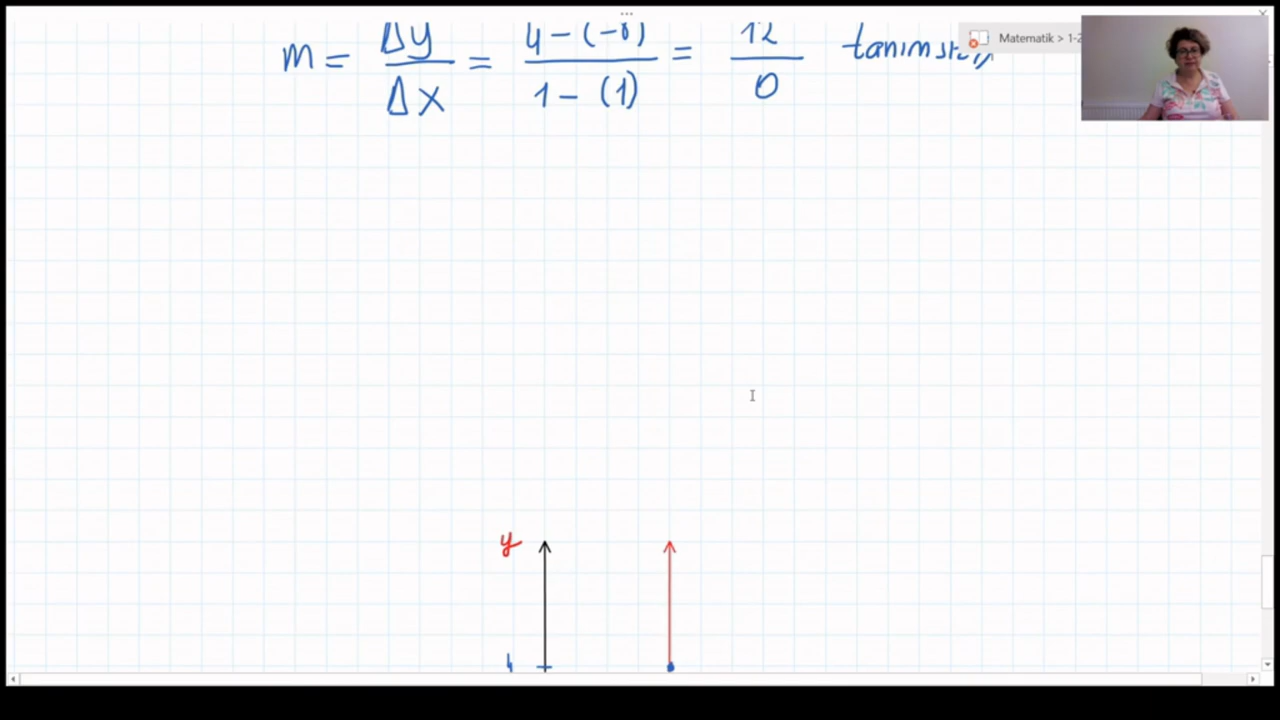 m = Δy/Δx = 4-(-8)/1-(1) = 12/0 tanımsız
Matematik > 1-2
y
4